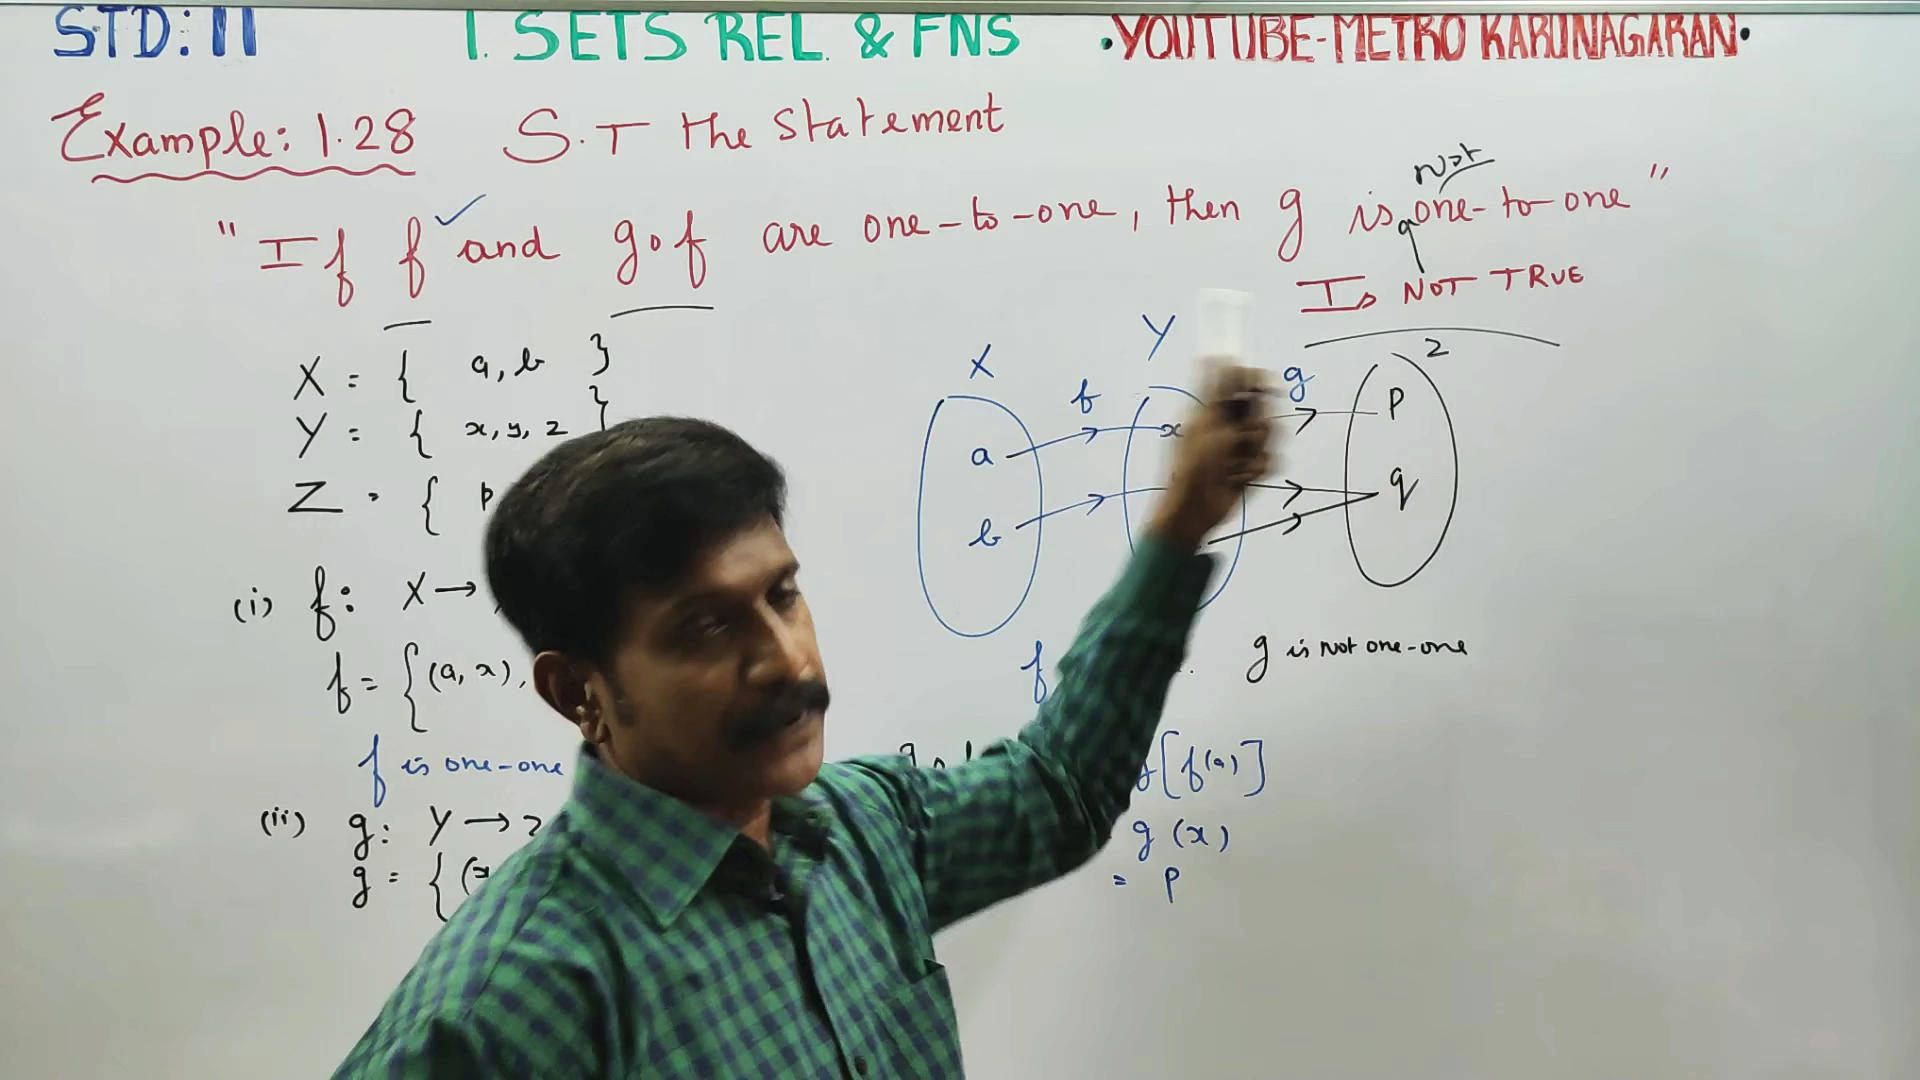 STD: 11 1. SETS REL. & FNS •YOUTUBE-METRO KARUNAGARAN•
Example: 1.28 S.T the statement
not
"If f ✓ and gof are one-to-one, then g is one-to-one"
Is NOT TRUE
X = { a, b }
Y = { x, y, z }
Z = { p
(i) f: X →
f = {(a, x),
f is one-one
(ii) g: Y → z
g = { (x
X f Y g Z
a x p
b q
f
g is not one-one
g[f(a)]
g(x)
= p